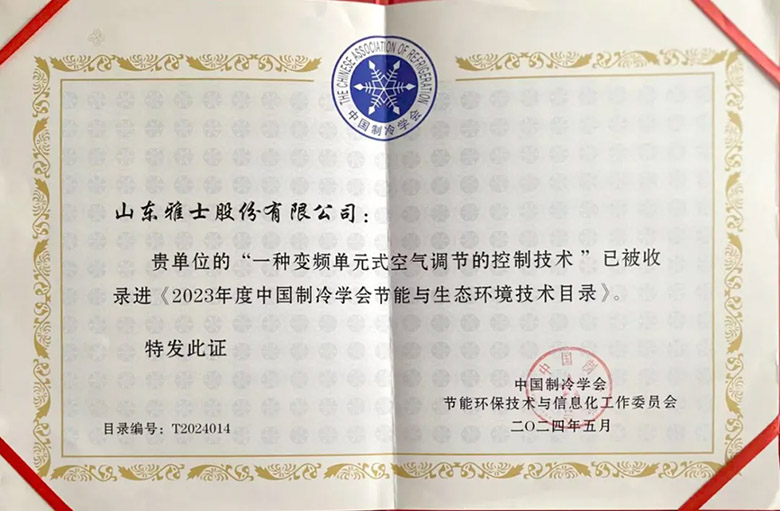 THE CHINESE ASSOCIATION OF REFRIGERATION
中国制冷学会
山东雅士股份有限公司：
贵单位的“一种变频单元式空气调节的控制技术”已被收
录进《2023年度中国制冷学会节能与生态环境技术目录》。
特发此证
中国制冷学会
节能环保技术与信息化工作委员会
二〇二四年五月
目录编号：T2024014